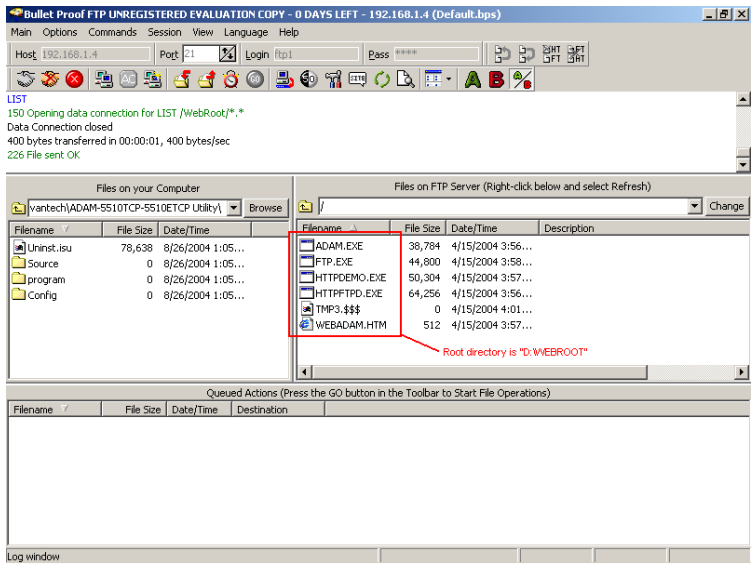 Bullet Proof FTP UNREGISTERED EVALUATION COPY - 0 DAYS LEFT - 192.168.1.4 (Default.bps)
Main Options Commands Session View Language Help
Host 192.168.1.4 Port 21 Login ftp1 Pass ****
LIST
150 Opening data connection for LIST /WebRoot/*.*
Data Connection closed
400 bytes transferred in 00:00:01, 400 bytes/sec
226 File sent OK
Files on your Computer
vantech\ADAM-5510TCP-5510ETCP Utility\ Browse
Filename File Size Date/Time
Uninst.isu 78,638 8/26/2004 1:05...
Source 0 8/26/2004 1:05...
program 0 8/26/2004 1:05...
Config 0 8/26/2004 1:05...
Files on FTP Server (Right-click below and select Refresh)
/ Change
Filename File Size Date/Time Description
ADAM.EXE 38,784 4/15/2004 3:56...
FTP.EXE 44,800 4/15/2004 3:58...
HTTPDEMO.EXE 50,304 4/15/2004 3:57...
HTTPFTPD.EXE 64,256 4/15/2004 3:56...
TMP3.$$$ 0 4/15/2004 4:01...
WEBADAM.HTM 512 4/15/2004 3:57...
Root directory is "D:\WEBROOT"
Queued Actions (Press the GO button in the Toolbar to Start File Operations)
Filename File Size Date/Time Destination
Log window